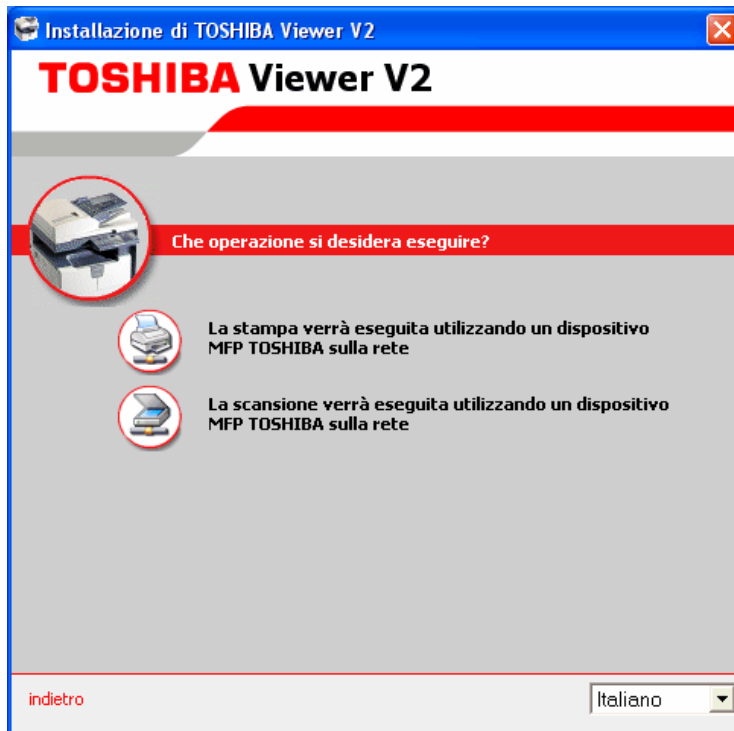 Installazione di TOSHIBA Viewer V2
TOSHIBA Viewer V2
Che operazione si desidera eseguire?
La stampa verrà eseguita utilizzando un dispositivo
MFP TOSHIBA sulla rete
La scansione verrà eseguita utilizzando un dispositivo
MFP TOSHIBA sulla rete
indietro
Italiano